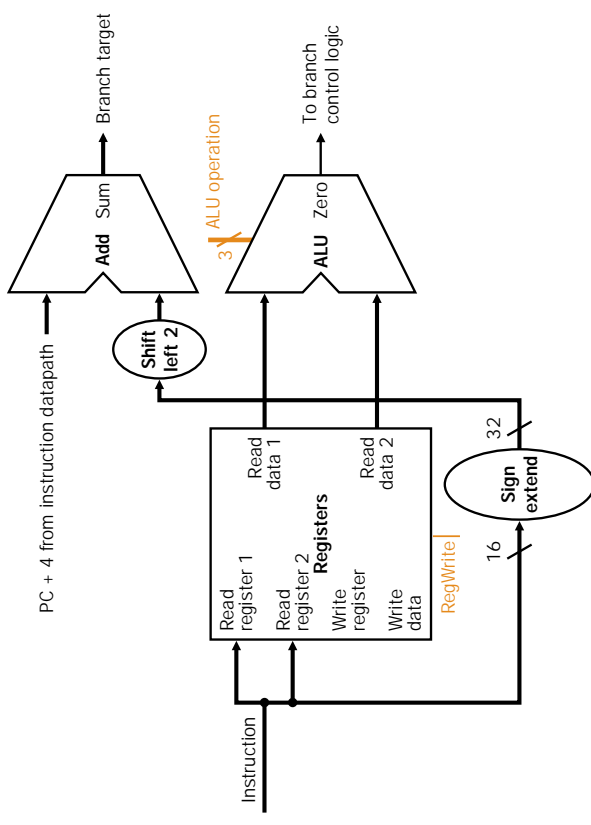 PC + 4 from instruction datapath
Add
Sum
Branch target
Shift
left 2
3
ALU operation
Instruction
Read
register 1
Read
register 2
Write
register
Write
data
Registers
Read
data 1
Read
data 2
ALU
Zero
To branch
control logic
RegWrite
16
Sign
extend
32